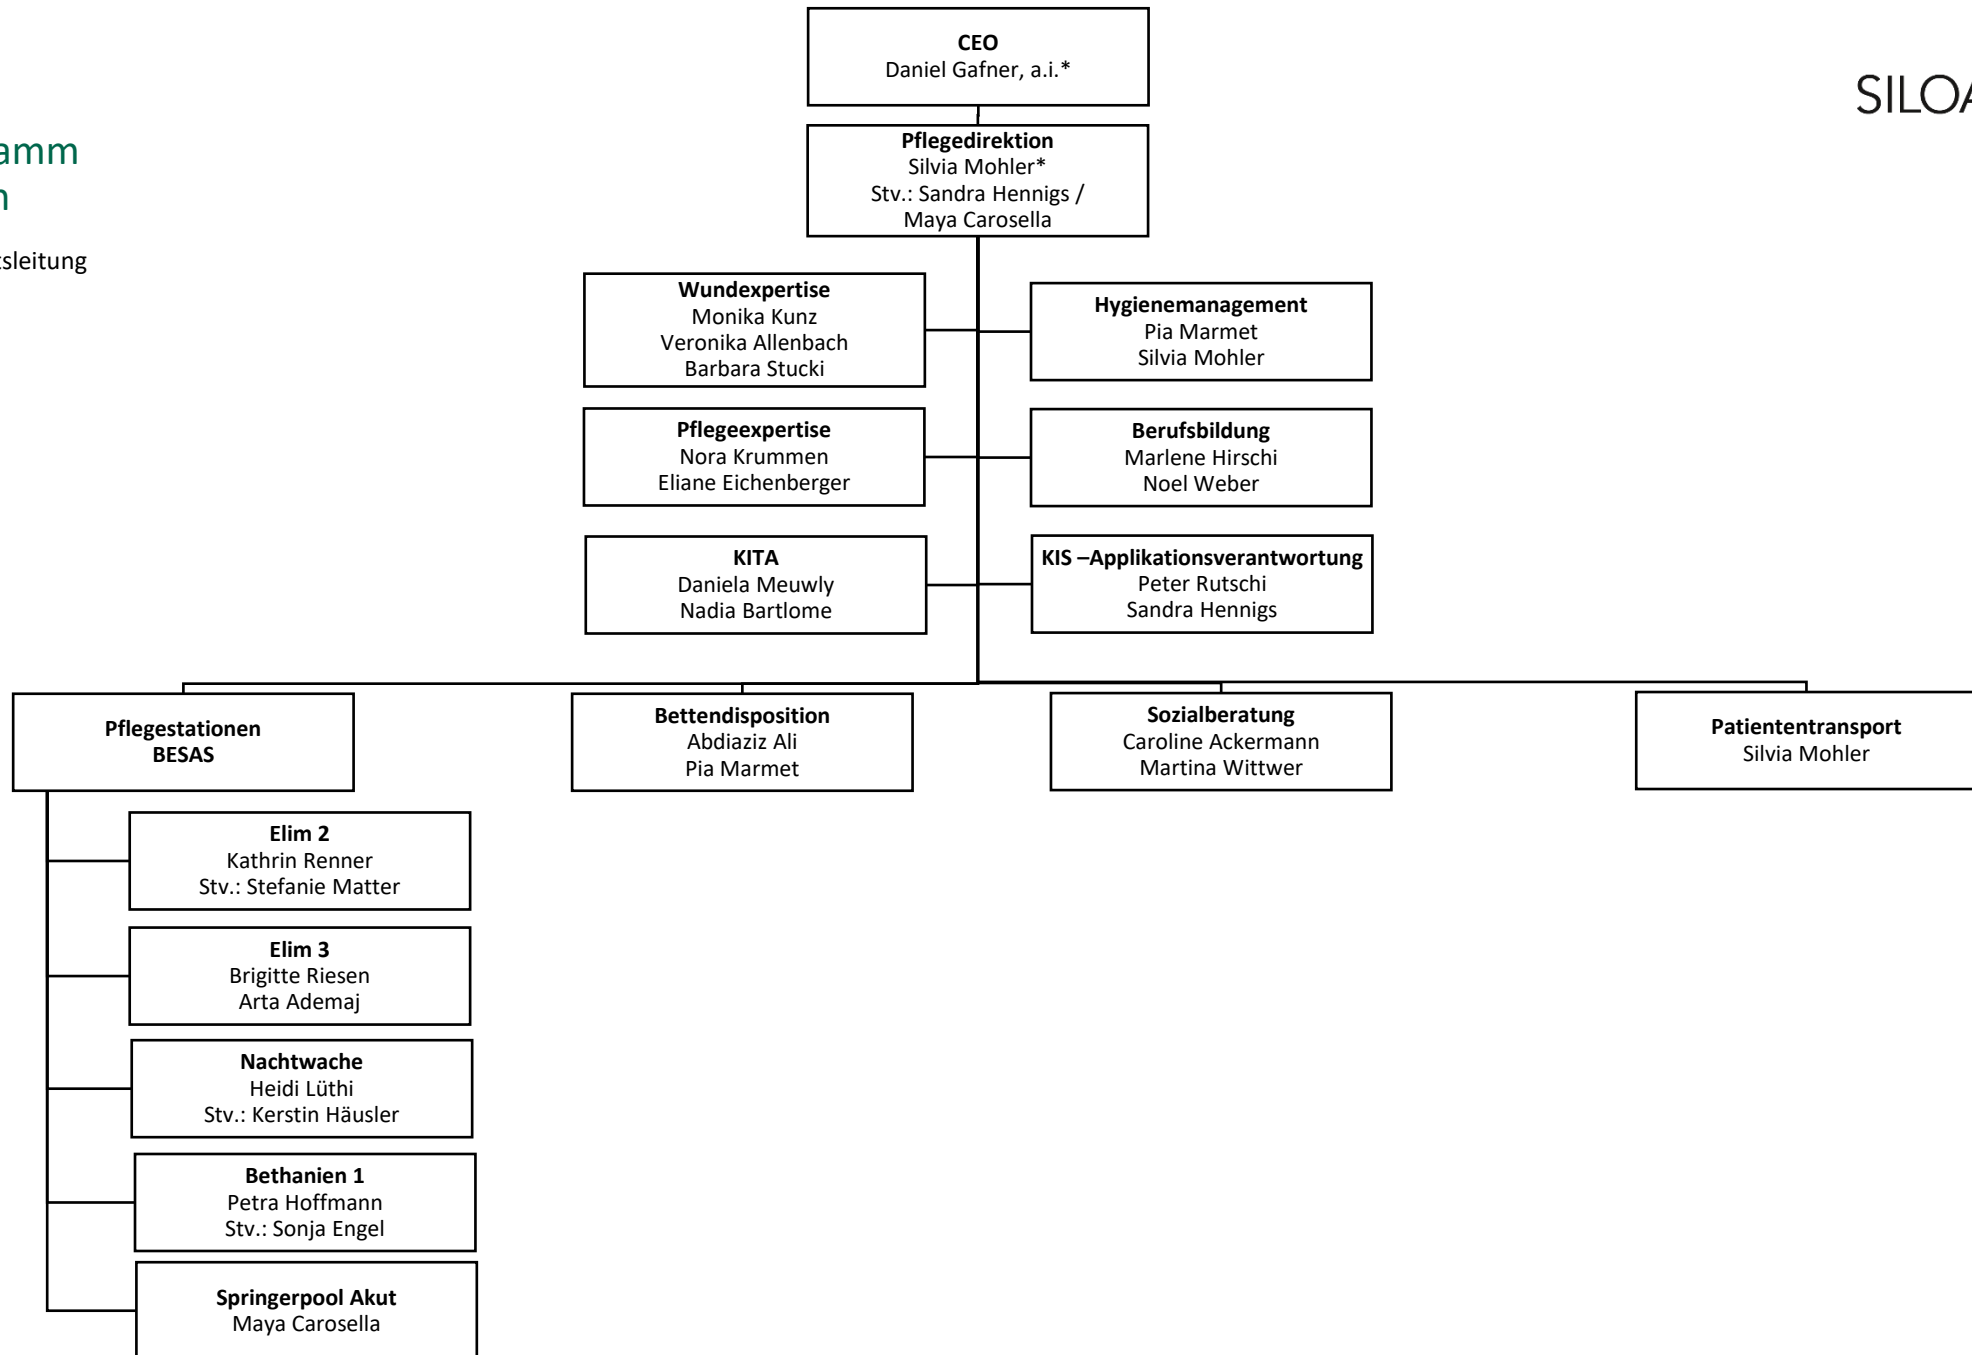 CEO
Daniel Gafner, a.i.*
SILOA
Pflegedirektion
Silvia Mohler*
Stv.: Sandra Hennigs /
Maya Carosella
amm
n
tsleitung
Wundexpertise
Monika Kunz
Veronika Allenbach
Barbara Stucki
Hygienemanagement
Pia Marmet
Silvia Mohler
Pflegeexpertise
Nora Krummen
Eliane Eichenberger
Berufsbildung
Marlene Hirschi
Noel Weber
KITA
Daniela Meuwly
Nadia Bartlome
KIS –Applikationsverantwortung
Peter Rutschi
Sandra Hennigs
Pflegestationen
BESAS
Bettendisposition
Abdiaziz Ali
Pia Marmet
Sozialberatung
Caroline Ackermann
Martina Wittwer
Patiententransport
Silvia Mohler
Elim 2
Kathrin Renner
Stv.: Stefanie Matter
Elim 3
Brigitte Riesen
Arta Ademaj
Nachtwache
Heidi Lüthi
Stv.: Kerstin Häusler
Bethanien 1
Petra Hoffmann
Stv.: Sonja Engel
Springerpool Akut
Maya Carosella